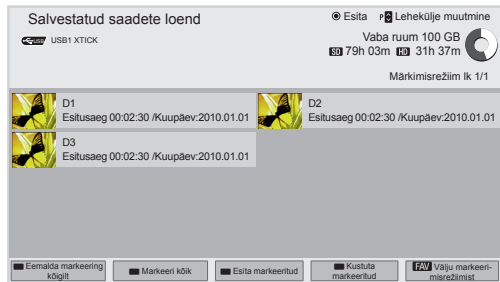 Salvestatud saadete loend
Esita P Lehekülje muutmine
USB USB1 XTICK
Vaba ruum 100 GB
SD 79h 03m HD 31h 37m
Märkimisrežiim lk 1/1
D1
Esitusaeg 00:02:30 /Kuupäev:2010.01.01
D2
Esitusaeg 00:02:30 /Kuupäev:2010.01.01
D3
Esitusaeg 00:02:30 /Kuupäev:2010.01.01
Eemalda markeering
kõigilt
Markeeri kõik
Esita markeeritud
Kustuta
markeeritud
FAV Välju markeeri-
misrežiimist